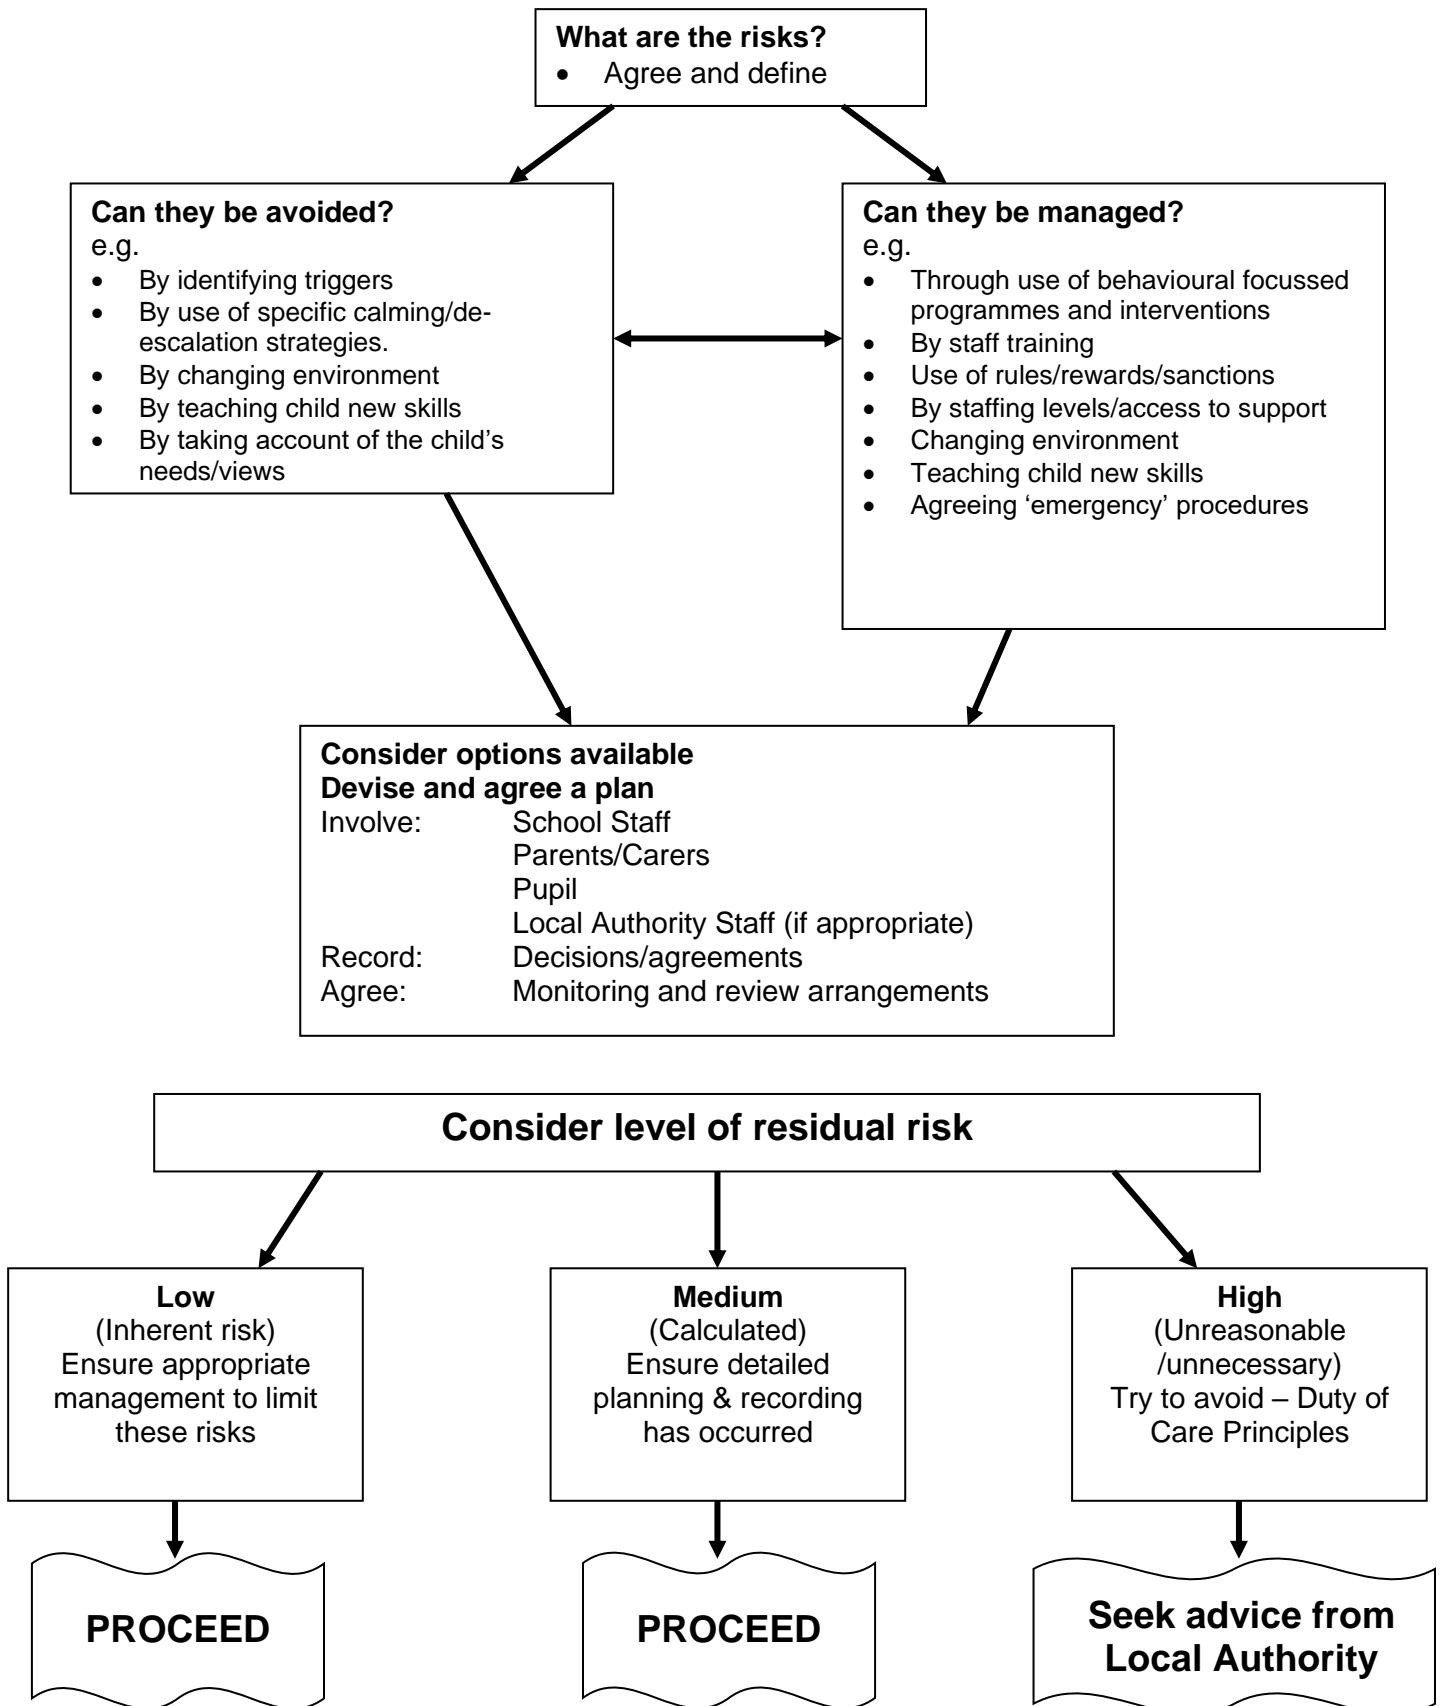 What are the risks?
• Agree and define
Can they be avoided?
e.g.
• By identifying triggers
• By use of specific calming/de-
escalation strategies.
• By changing environment
• By teaching child new skills
• By taking account of the child’s
needs/views
Can they be managed?
e.g.
• Through use of behavioural focussed
programmes and interventions
• By staff training
• Use of rules/rewards/sanctions
• By staffing levels/access to support
• Changing environment
• Teaching child new skills
• Agreeing ‘emergency’ procedures
Consider options available
Devise and agree a plan
Involve: School Staff
Parents/Carers
Pupil
Local Authority Staff (if appropriate)
Record: Decisions/agreements
Agree: Monitoring and review arrangements
Consider level of residual risk
Low
(Inherent risk)
Ensure appropriate
management to limit
these risks
Medium
(Calculated)
Ensure detailed
planning & recording
has occurred
High
(Unreasonable
/unnecessary)
Try to avoid – Duty of
Care Principles
PROCEED
PROCEED
Seek advice from
Local Authority